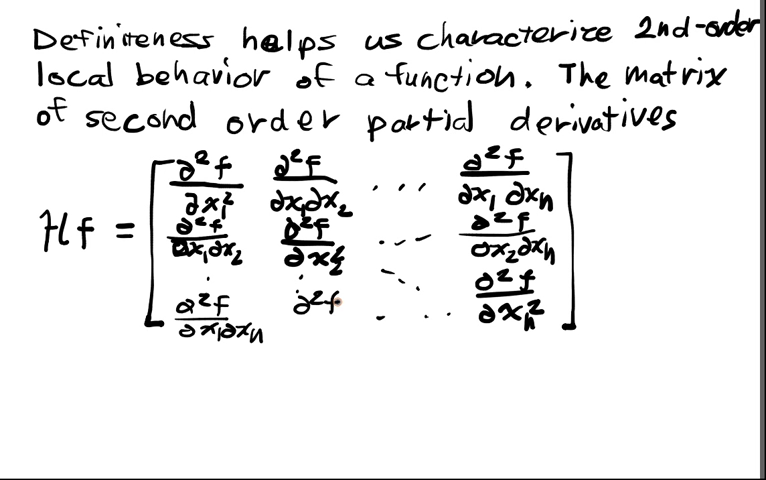 Definiteness helps us characterize 2nd-order
local behavior of a function. The matrix
of second order partial derivatives
∂²f ∂²f ∂²f
∂x₁² ∂x₁∂x₂ ... ∂x₁ ∂xₙ
Hf = ∂²f ∂²f ∂²f
∂x₁∂x₂ ∂x₂² ... ∂x₂∂xₙ
∂²f
∂²f ∂²f ∂xₙ²
∂x₁∂xₙ